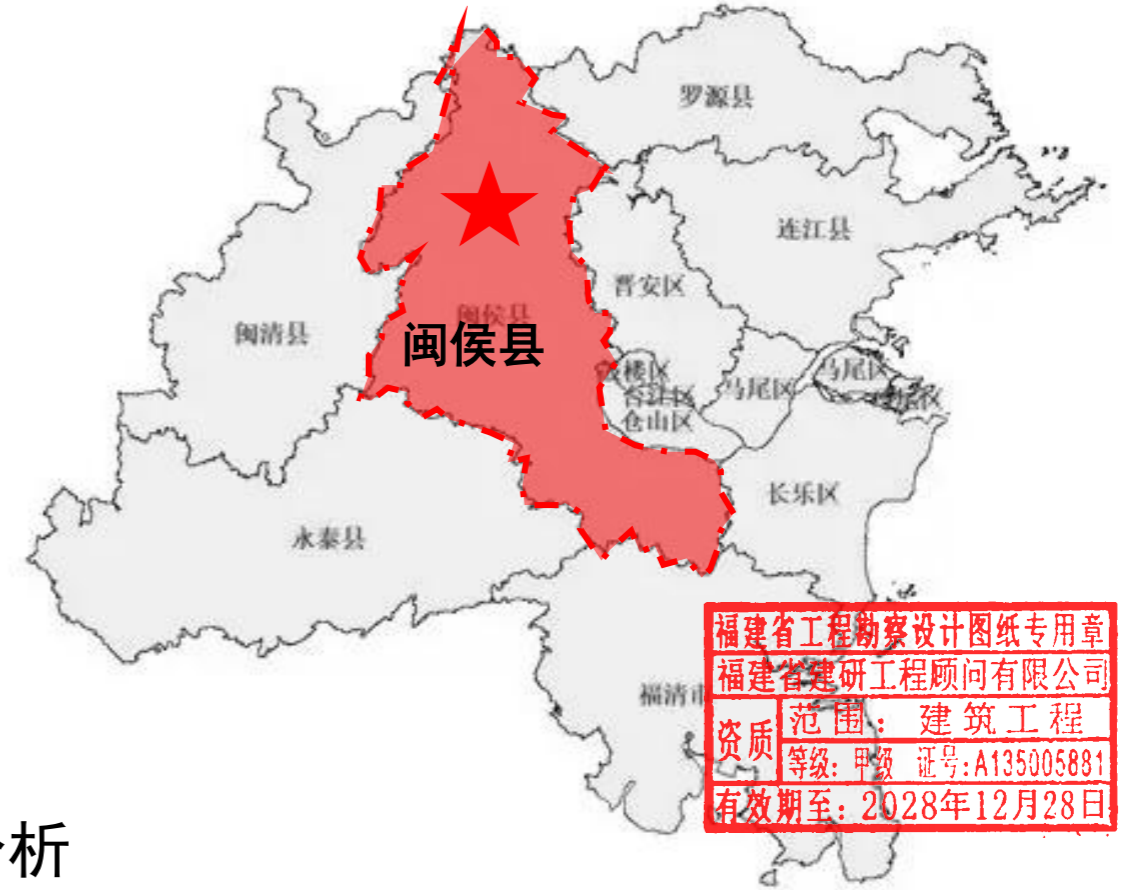 罗源县
连江县
晋安区
闽侯县
闽清县
闽侯县
马尾区
楼区
台江区
马尾区
仓山区
长乐区
永泰县
福清市
福建省工程勘察设计图纸专用章
福建省建研工程顾问有限公司
资质
范围：建筑工程
等级：甲级 证号：A135005881
有效期至：2028年12月28日
析